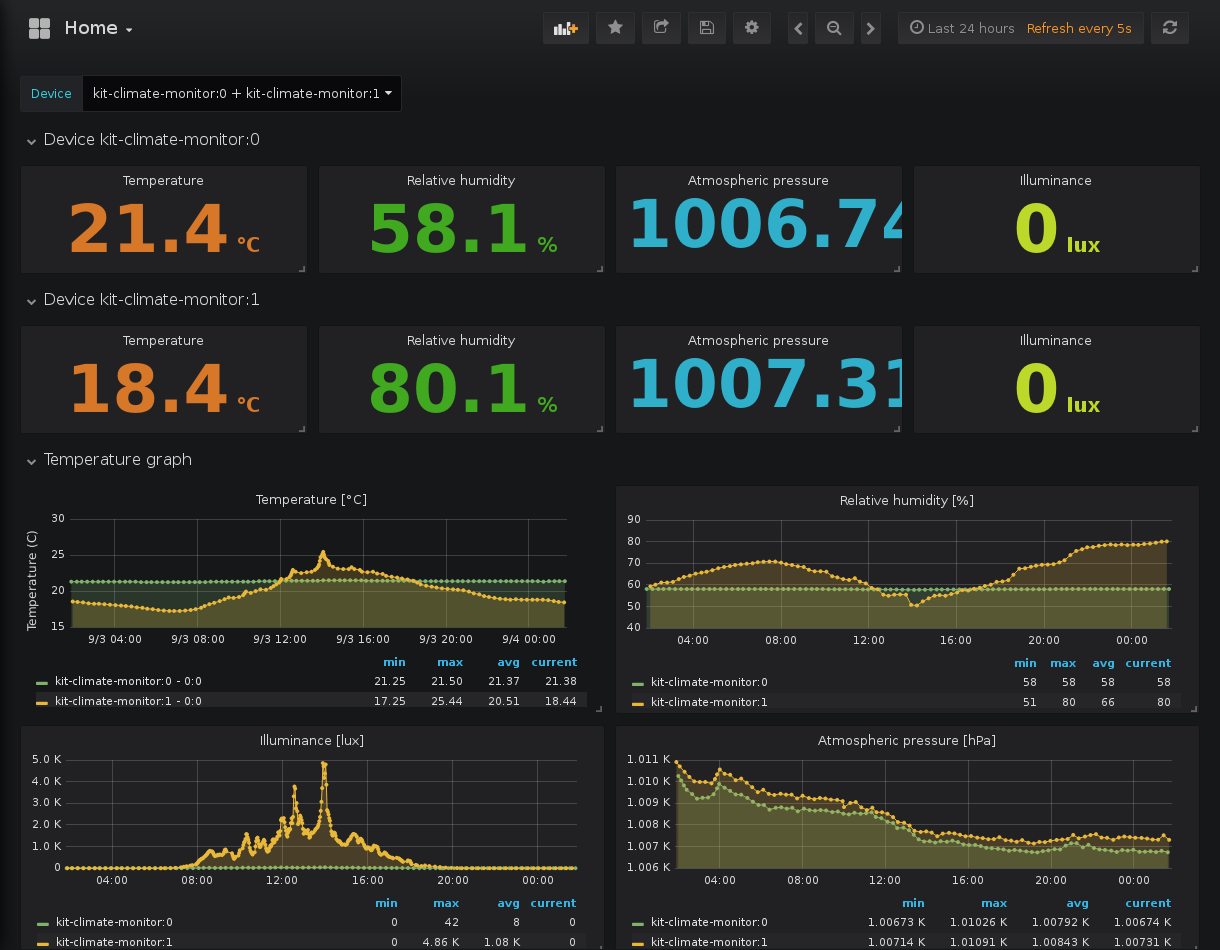 Home
Last 24 hours Refresh every 5s
Device kit-climate-monitor:0 + kit-climate-monitor:1
Device kit-climate-monitor:0
Temperature Relative humidity Atmospheric pressure Illuminance
21.4 °C 58.1 % 1006.74 0 lux
Device kit-climate-monitor:1
Temperature Relative humidity Atmospheric pressure Illuminance
18.4 °C 80.1 % 1007.31 0 lux
Temperature graph
Temperature [°C]
Temperature (C)
30
25
20
15
9/3 04:00 9/3 08:00 9/3 12:00 9/3 16:00 9/3 20:00 9/4 00:00
min max avg current
kit-climate-monitor:0 - 0:0 21.25 21.50 21.37 21.38
kit-climate-monitor:1 - 0:0 17.25 25.44 20.51 18.44
Relative humidity [%]
90
80
70
60
50
40
04:00 08:00 12:00 16:00 20:00 00:00
min max avg current
kit-climate-monitor:0 58 58 58 58
kit-climate-monitor:1 51 80 66 80
Illuminance [lux]
5.0 K
4.0 K
3.0 K
2.0 K
1.0 K
0
04:00 08:00 12:00 16:00 20:00 00:00
min max avg current
kit-climate-monitor:0 0 42 8 0
kit-climate-monitor:1 0 4.86 K 1.08 K 0
Atmospheric pressure [hPa]
1.011 K
1.010 K
1.009 K
1.008 K
1.007 K
1.006 K
04:00 08:00 12:00 16:00 20:00 00:00
min max avg current
kit-climate-monitor:0 1.00673 K 1.01026 K 1.00792 K 1.00674 K
kit-climate-monitor:1 1.00714 K 1.01091 K 1.00843 K 1.00731 K